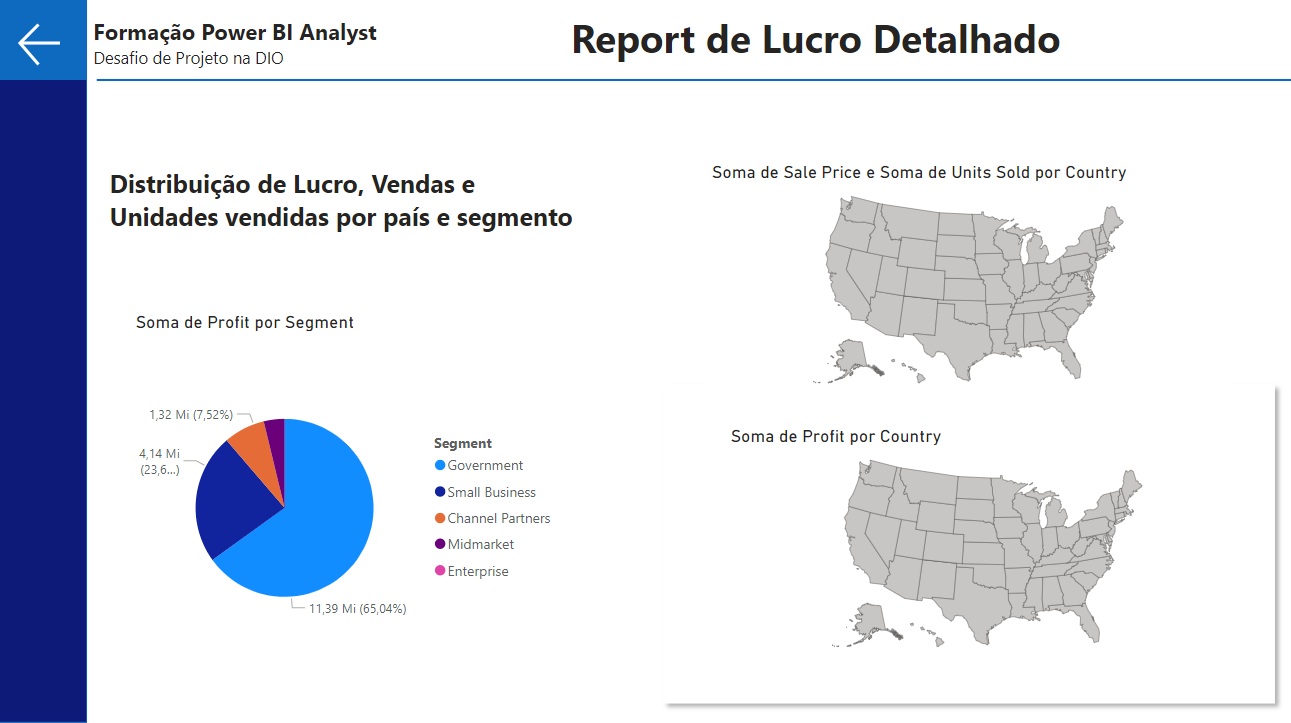 Formação Power BI Analyst
Desafio de Projeto na DIO
Report de Lucro Detalhado
Distribuição de Lucro, Vendas e
Unidades vendidas por país e segmento
Soma de Profit por Segment
1,32 Mi (7,52%)
4,14 Mi
(23,6...)
11,39 Mi (65,04%)
Segment
Government
Small Business
Channel Partners
Midmarket
Enterprise
Soma de Sale Price e Soma de Units Sold por Country
Soma de Profit por Country